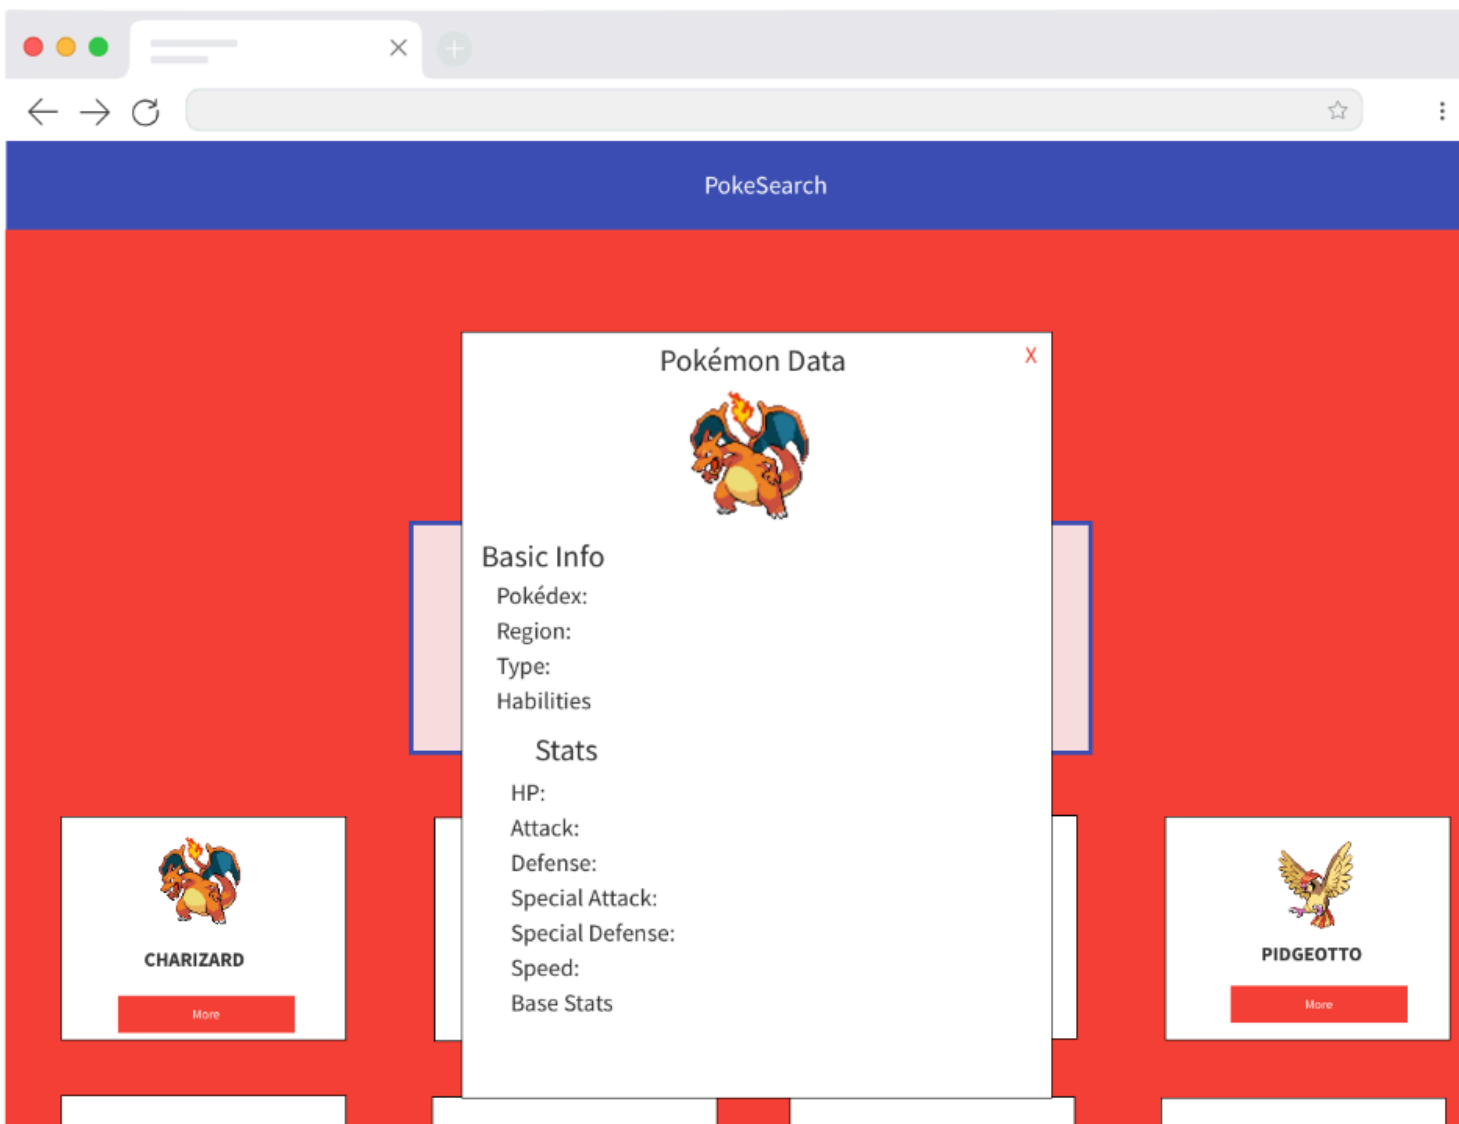 PokeSearch
Pokémon Data
X
Basic Info
Pokédex:
Region:
Type:
Habilities
Stats
HP:
Attack:
Defense:
Special Attack:
Special Defense:
Speed:
Base Stats
CHARIZARD
More
PIDGEOTTO
More